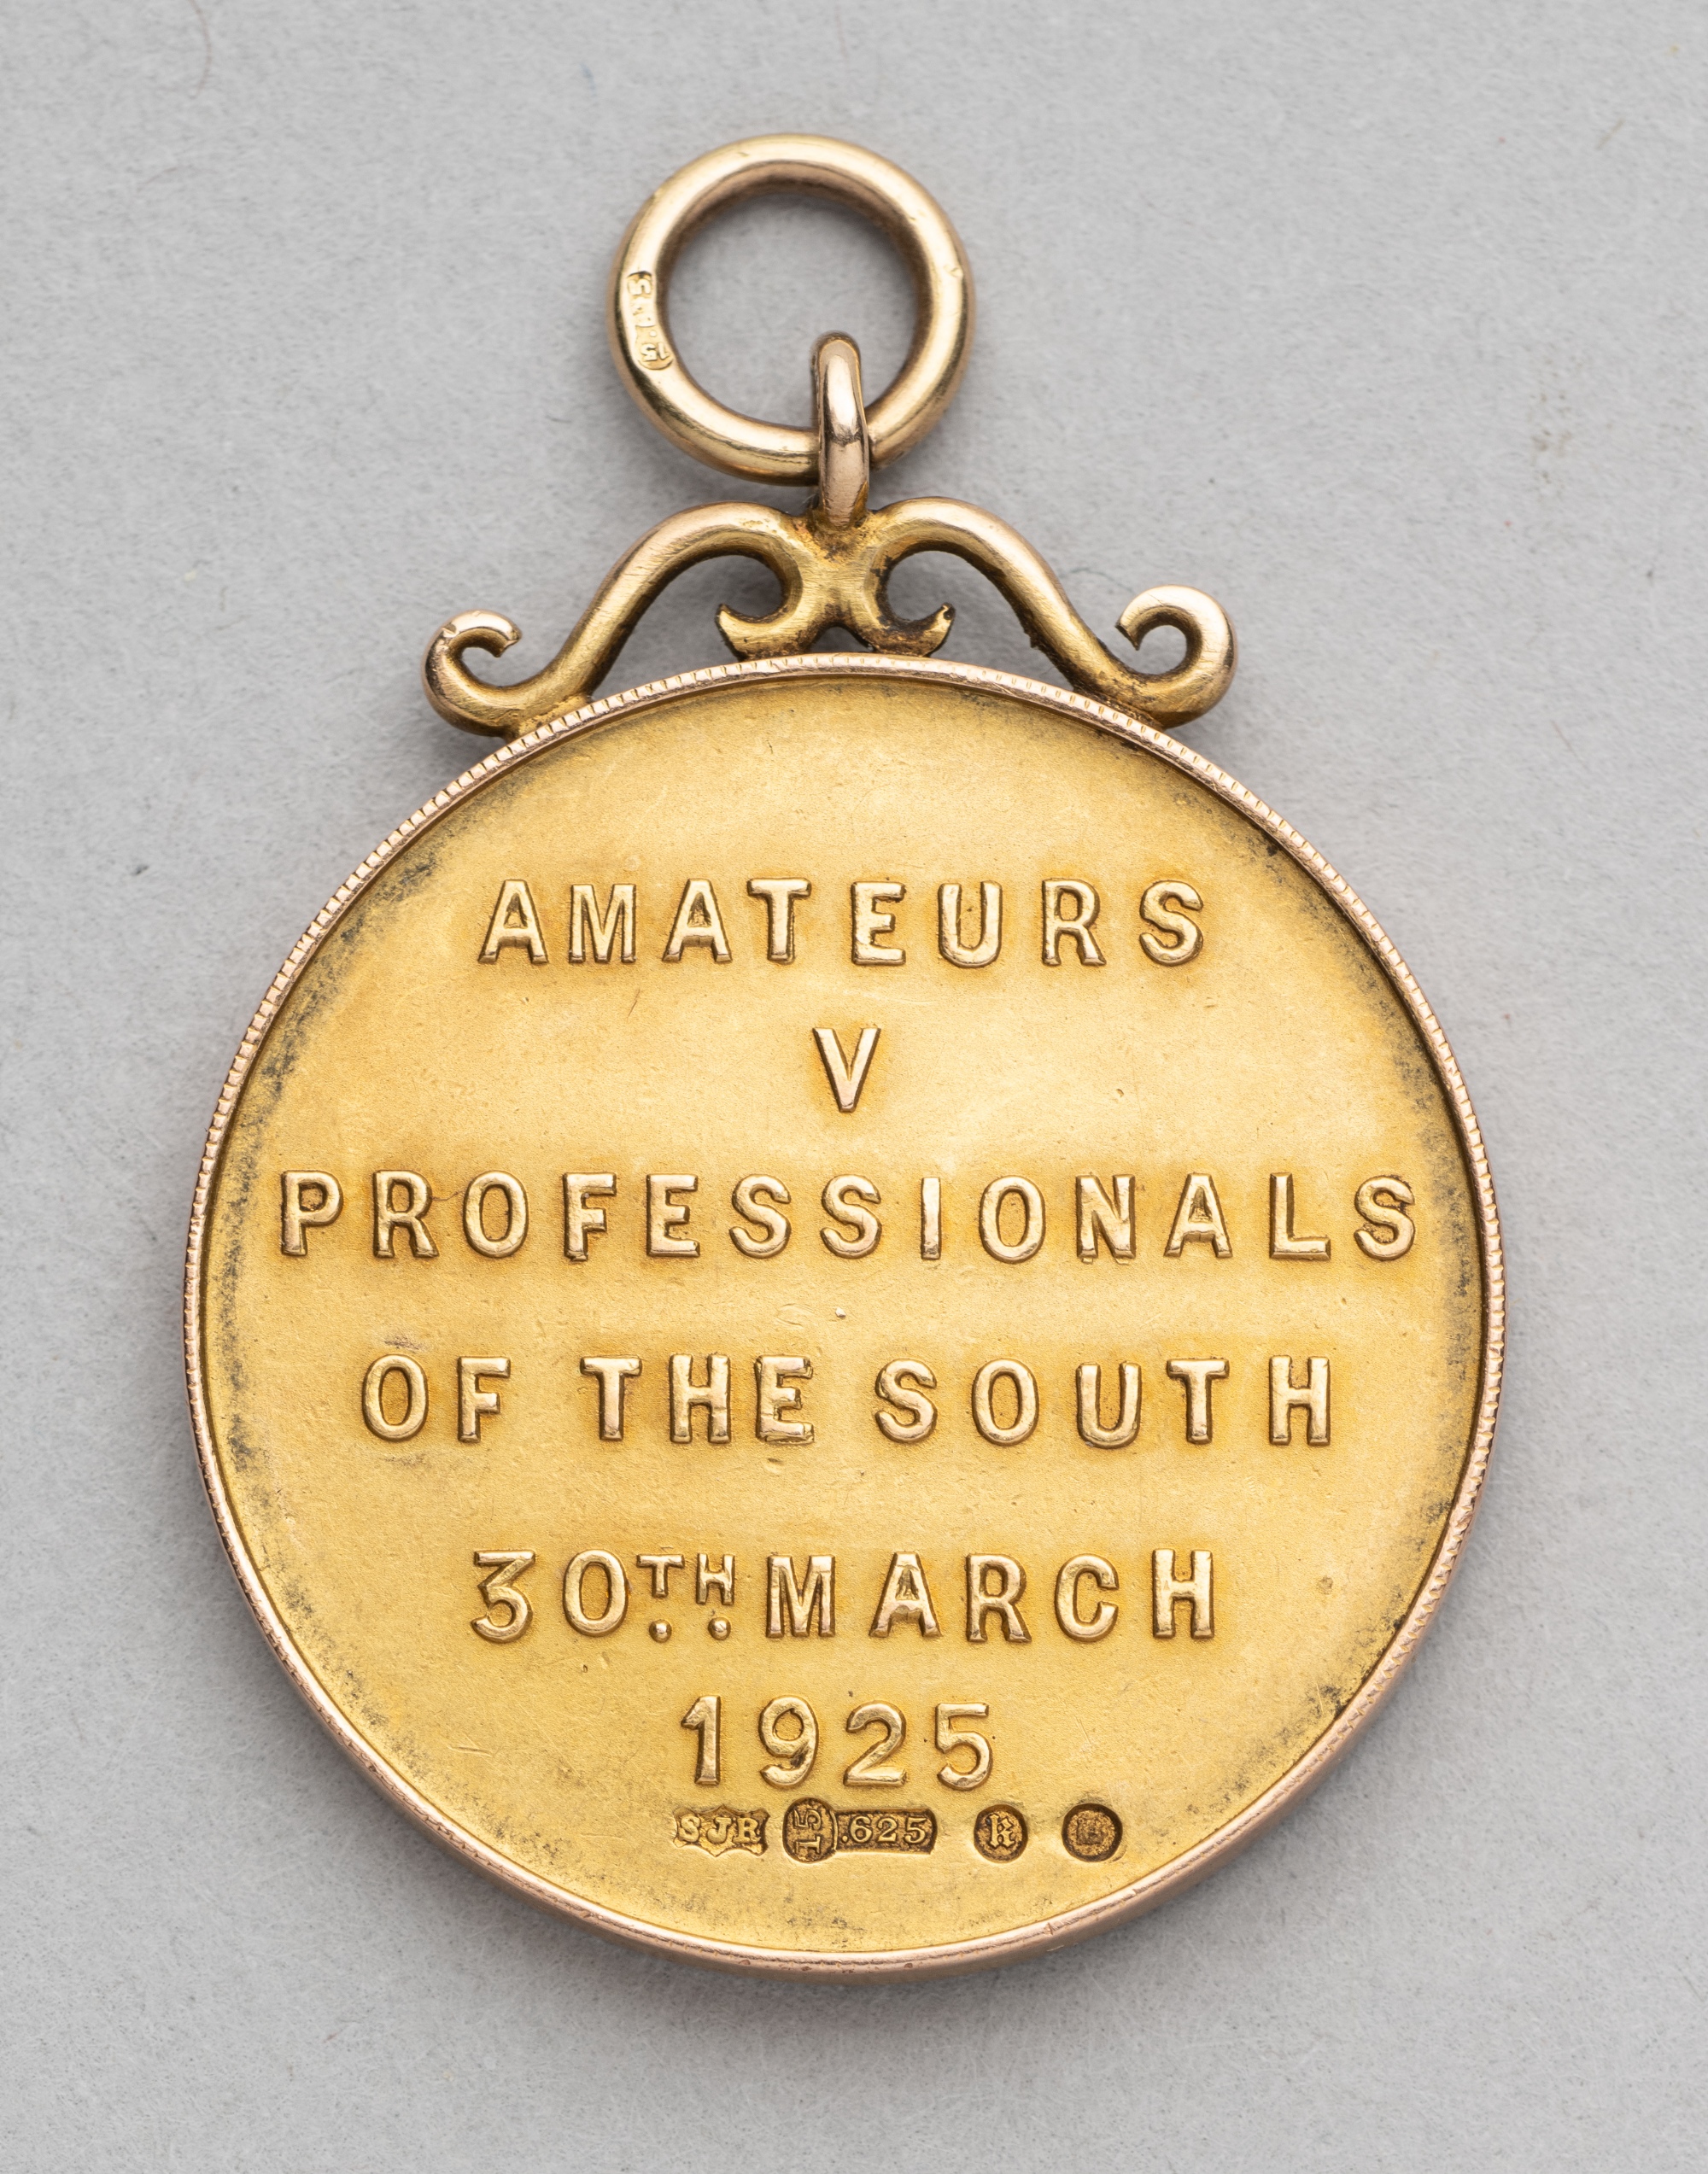 AMATEURS
V
PROFESSIONALS
OF THE SOUTH
30TH MARCH
1925
SJR 15 .625 k